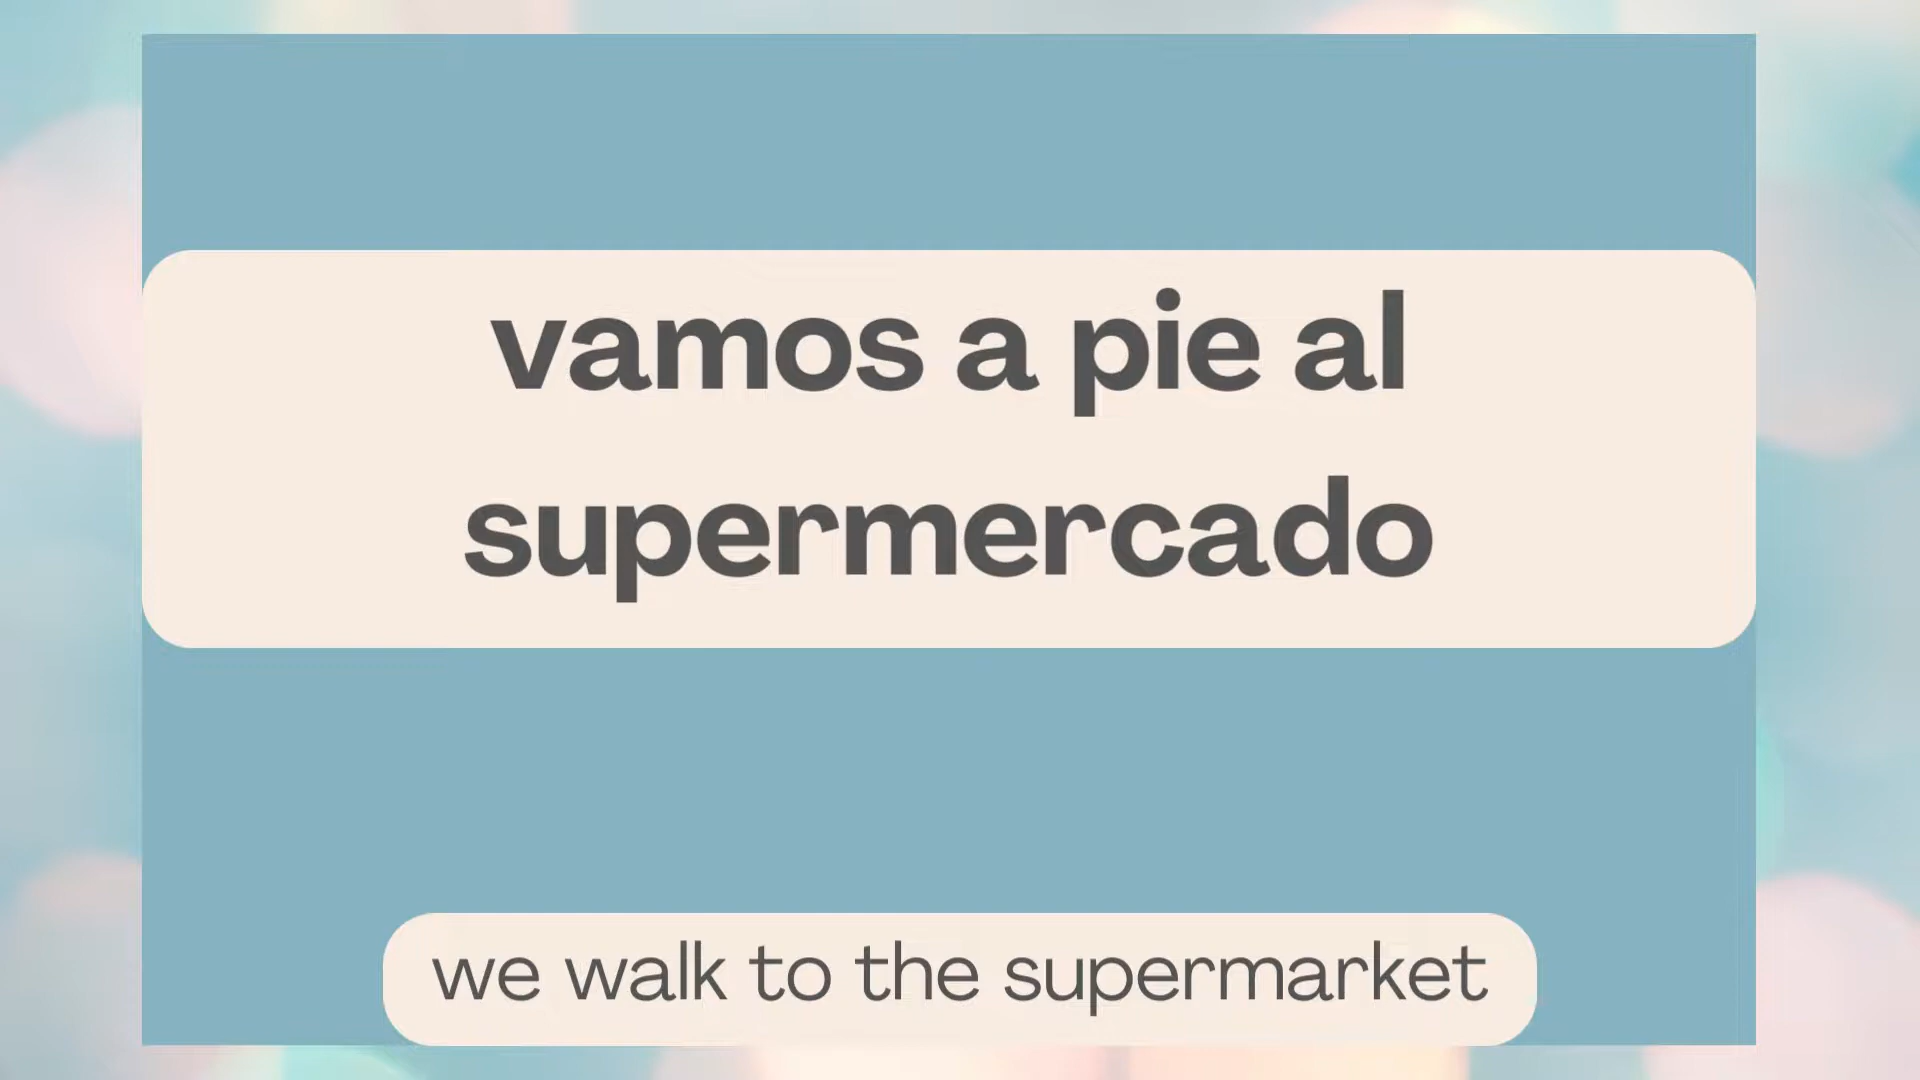 vamos a pie al
supermercado
we walk to the supermarket